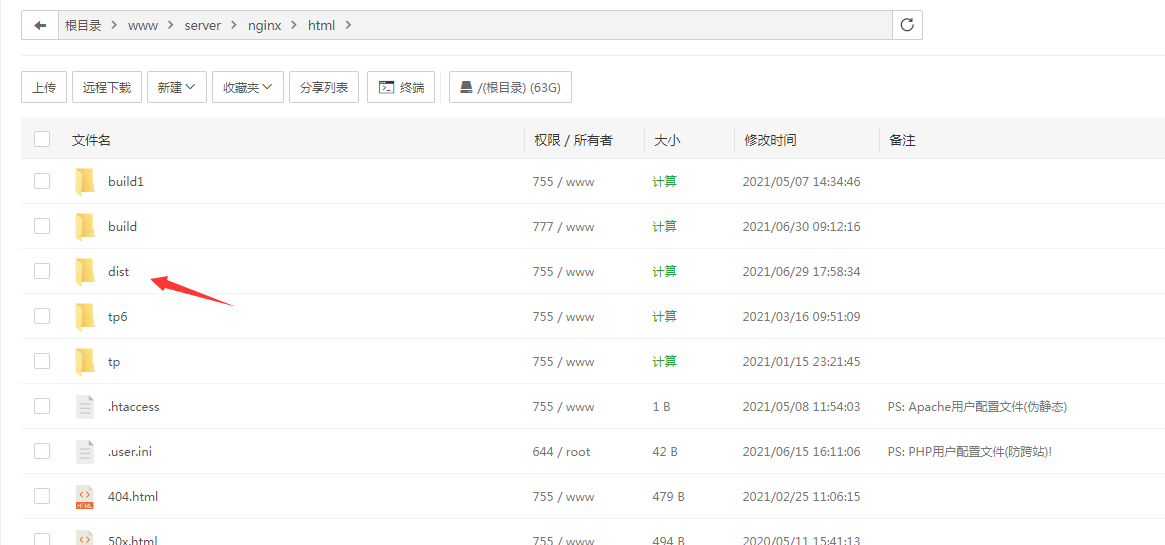 根目录 > www > server > nginx > html >
上传 远程下载 新建 收藏夹 分享列表 终端 /(根目录) (63G)
文件名 权限 / 所有者 大小 修改时间 备注
build1 755 / www 计算 2021/05/07 14:34:46
build 777 / www 计算 2021/06/30 09:12:16
dist 755 / www 计算 2021/06/29 17:58:34
tp6 755 / www 计算 2021/03/16 09:51:09
tp 755 / www 计算 2021/01/15 23:21:45
.htaccess 755 / www 1 B 2021/05/08 11:54:03 PS: Apache用户配置文件(伪静态)
.user.ini 644 / root 42 B 2021/06/15 16:11:06 PS: PHP用户配置文件(防跨站)!
HTML 404.html 755 / www 479 B 2021/02/25 11:06:15
50x.html 755 / www 494 B 2020/05/11 15:41:13